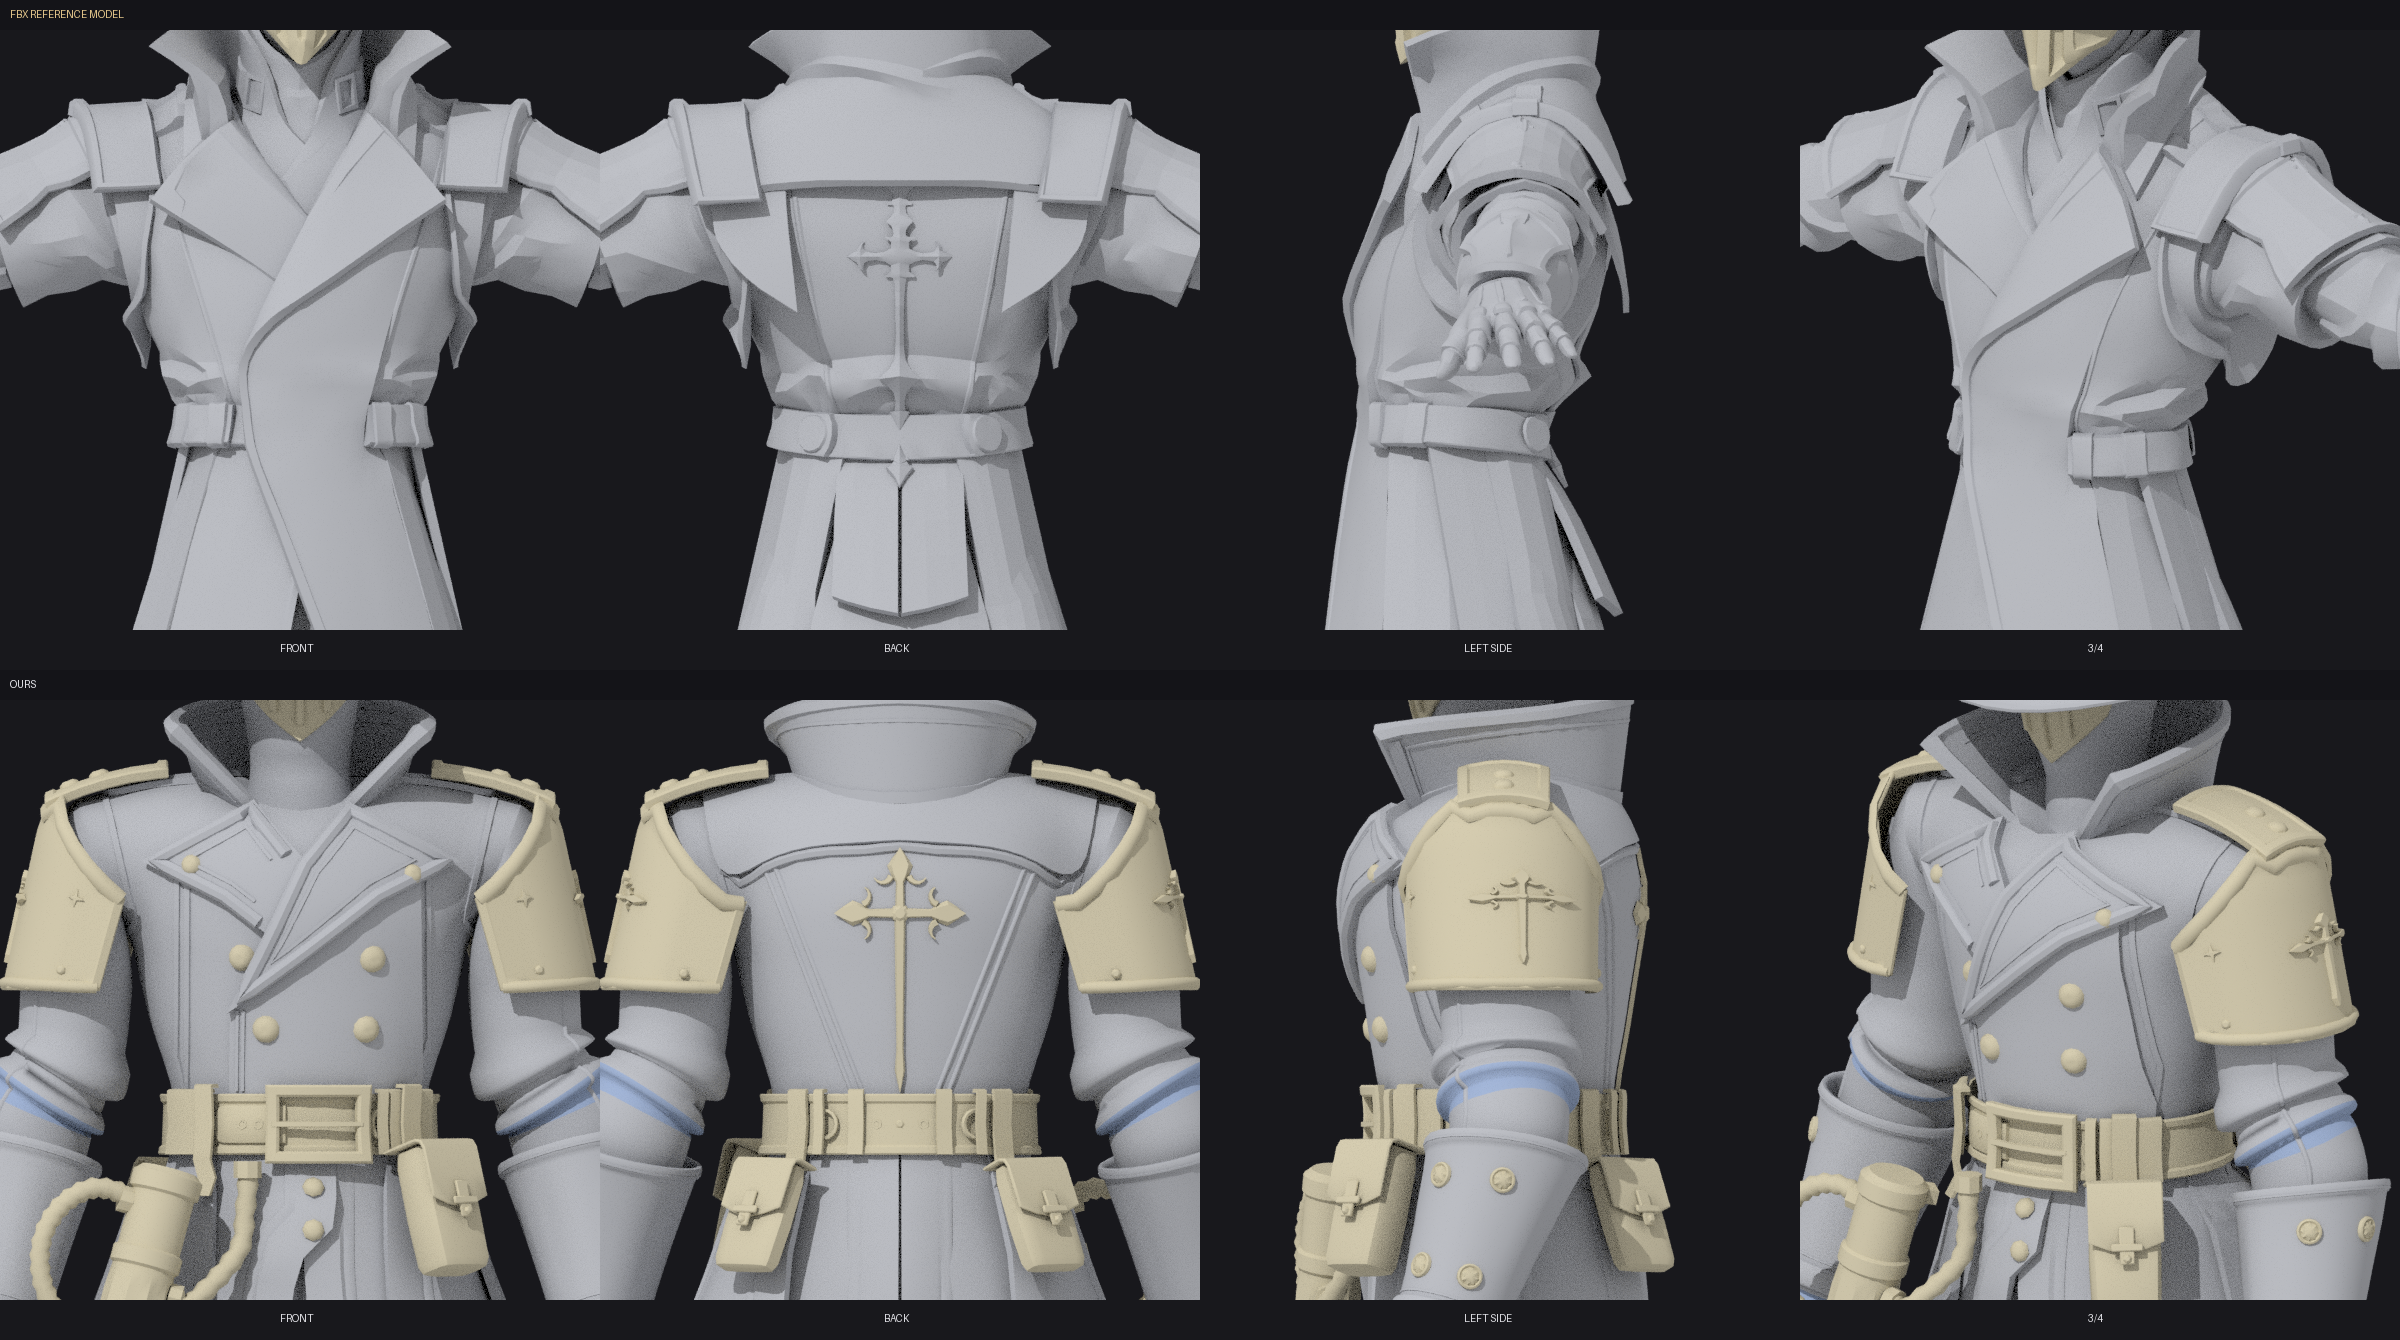 FBX REFERENCE MODEL
FRONT
BACK
LEFT SIDE
3/4
OURS
FRONT
BACK
LEFT SIDE
3/4